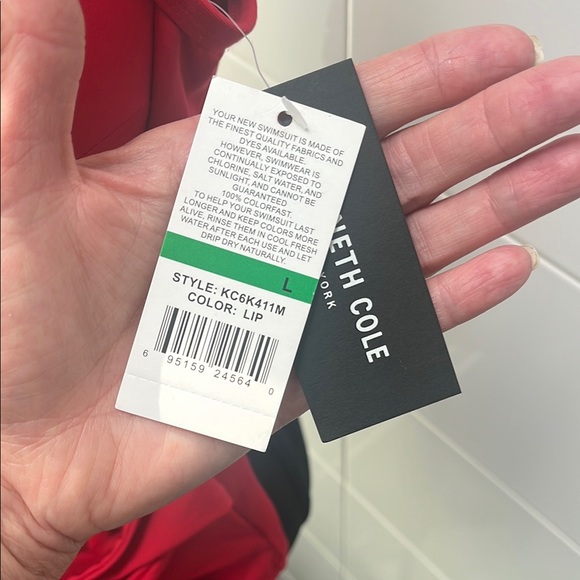 YOUR NEW SWIMSUIT IS MADE OF
THE FINEST QUALITY FABRICS AND
DYES AVAILABLE.
HOWEVER, SWIMWEAR IS
CONTINUALLY EXPOSED TO
CHLORINE, SALT WATER, AND
SUNLIGHT, AND CANNOT BE
GUARANTEED
100% COLORFAST.
TO HELP YOUR SWIMSUIT LAST
LONGER AND KEEP COLORS MORE
ALIVE, RINSE THEM IN COOL FRESH
WATER AFTER EACH USE AND LET
DRIP DRY NATURALLY.
L
STYLE: KC6K411M
COLOR: LIP
6 95159 24564 0
NETH COLE
YORK